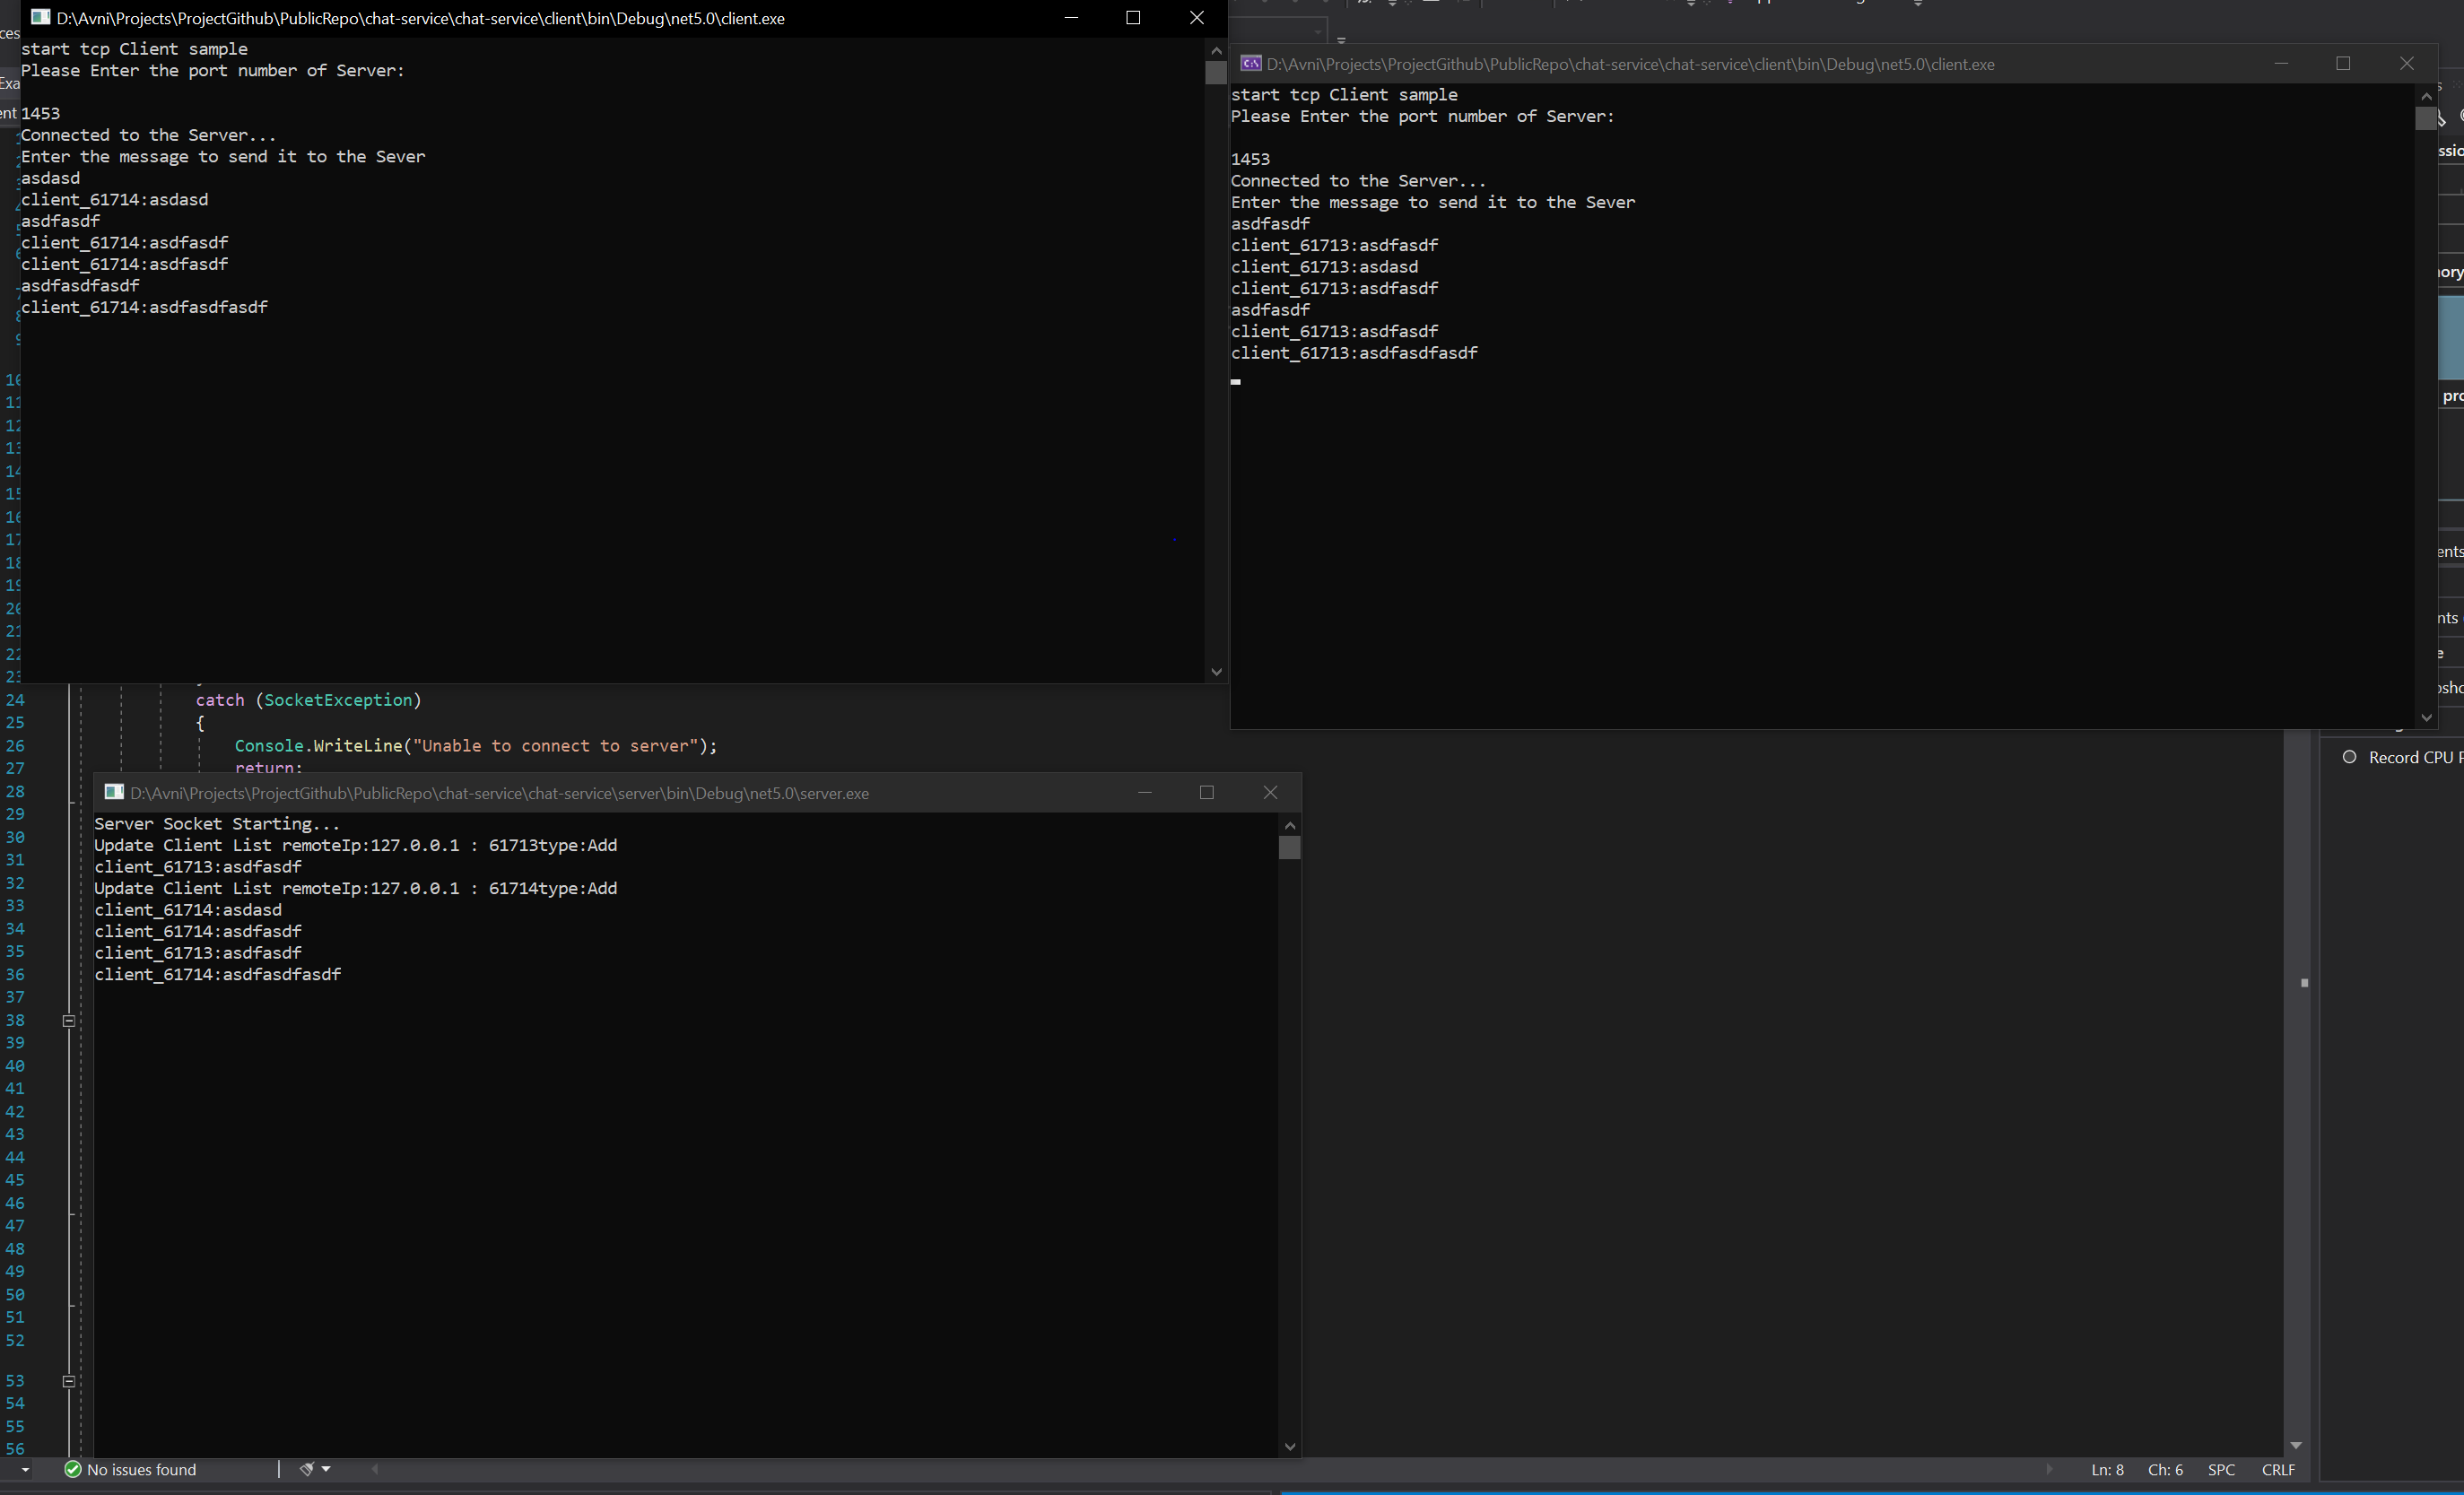 D:\Avni\Projects\ProjectGithub\PublicRepo\chat-service\chat-service\client\bin\Debug\net5.0\client.exe
start tcp Client sample
Please Enter the port number of Server:
1453
Connected to the Server...
Enter the message to send it to the Sever
asdasd
client_61714:asdasd
asdfasdf
client_61714:asdfasdf
client_61714:asdfasdf
asdfasdfasdf
client_61714:asdfasdfasdf
D:\Avni\Projects\ProjectGithub\PublicRepo\chat-service\chat-service\client\bin\Debug\net5.0\client.exe
start tcp Client sample
Please Enter the port number of Server:
1453
Connected to the Server...
Enter the message to send it to the Sever
asdfasdf
client_61713:asdfasdf
client_61713:asdasd
client_61713:asdfasdf
asdfasdf
client_61713:asdfasdf
client_61713:asdfasdfasdf
24 catch (SocketException)
25 {
26 Console.WriteLine("Unable to connect to server");
27 return;
28
29
30
31
32
33
34
35
36
37
38
39
40
41
42
43
44
45
46
47
48
49
50
51
52
53
54
55
56
D:\Avni\Projects\ProjectGithub\PublicRepo\chat-service\chat-service\server\bin\Debug\net5.0\server.exe
Server Socket Starting...
Update Client List remoteIp:127.0.0.1 : 61713type:Add
client_61713:asdfasdf
Update Client List remoteIp:127.0.0.1 : 61714type:Add
client_61714:asdasd
client_61714:asdfasdf
client_61713:asdfasdf
client_61714:asdfasdfasdf
Record CPU P
No issues found
Ln: 8 Ch: 6 SPC CRLF